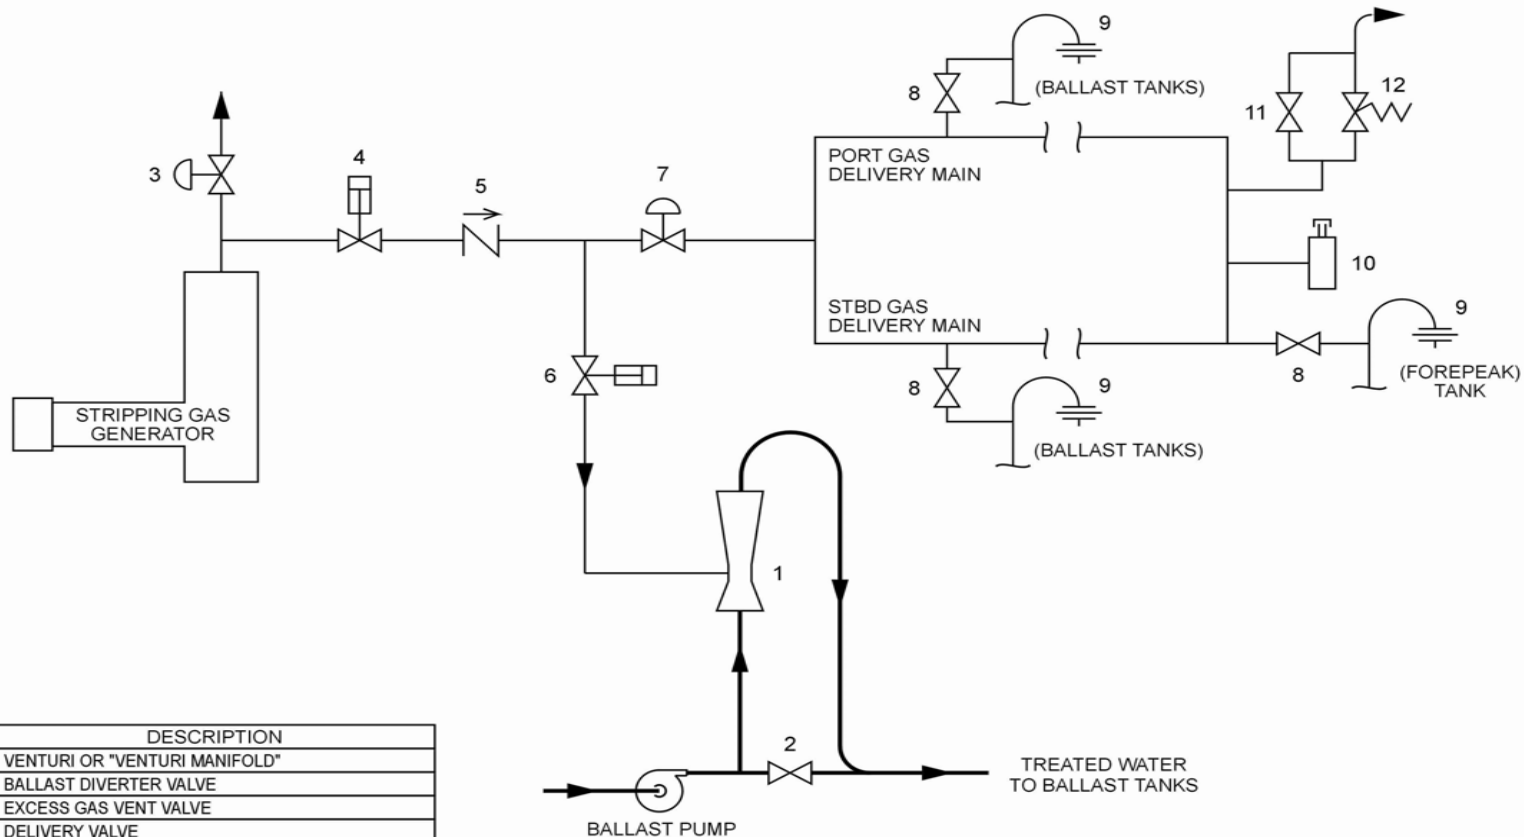 9
8
(BALLAST TANKS)
11
12
3
4
5
7
PORT GAS
DELIVERY MAIN
10
STBD GAS
DELIVERY MAIN
9
6
8
9
8
(FOREPEAK)
TANK
STRIPPING GAS
GENERATOR
(BALLAST TANKS)
1
2
TREATED WATER
TO BALLAST TANKS
BALLAST PUMP
DESCRIPTION
VENTURI OR "VENTURI MANIFOLD"
BALLAST DIVERTER VALVE
EXCESS GAS VENT VALVE
DELIVERY VALVE